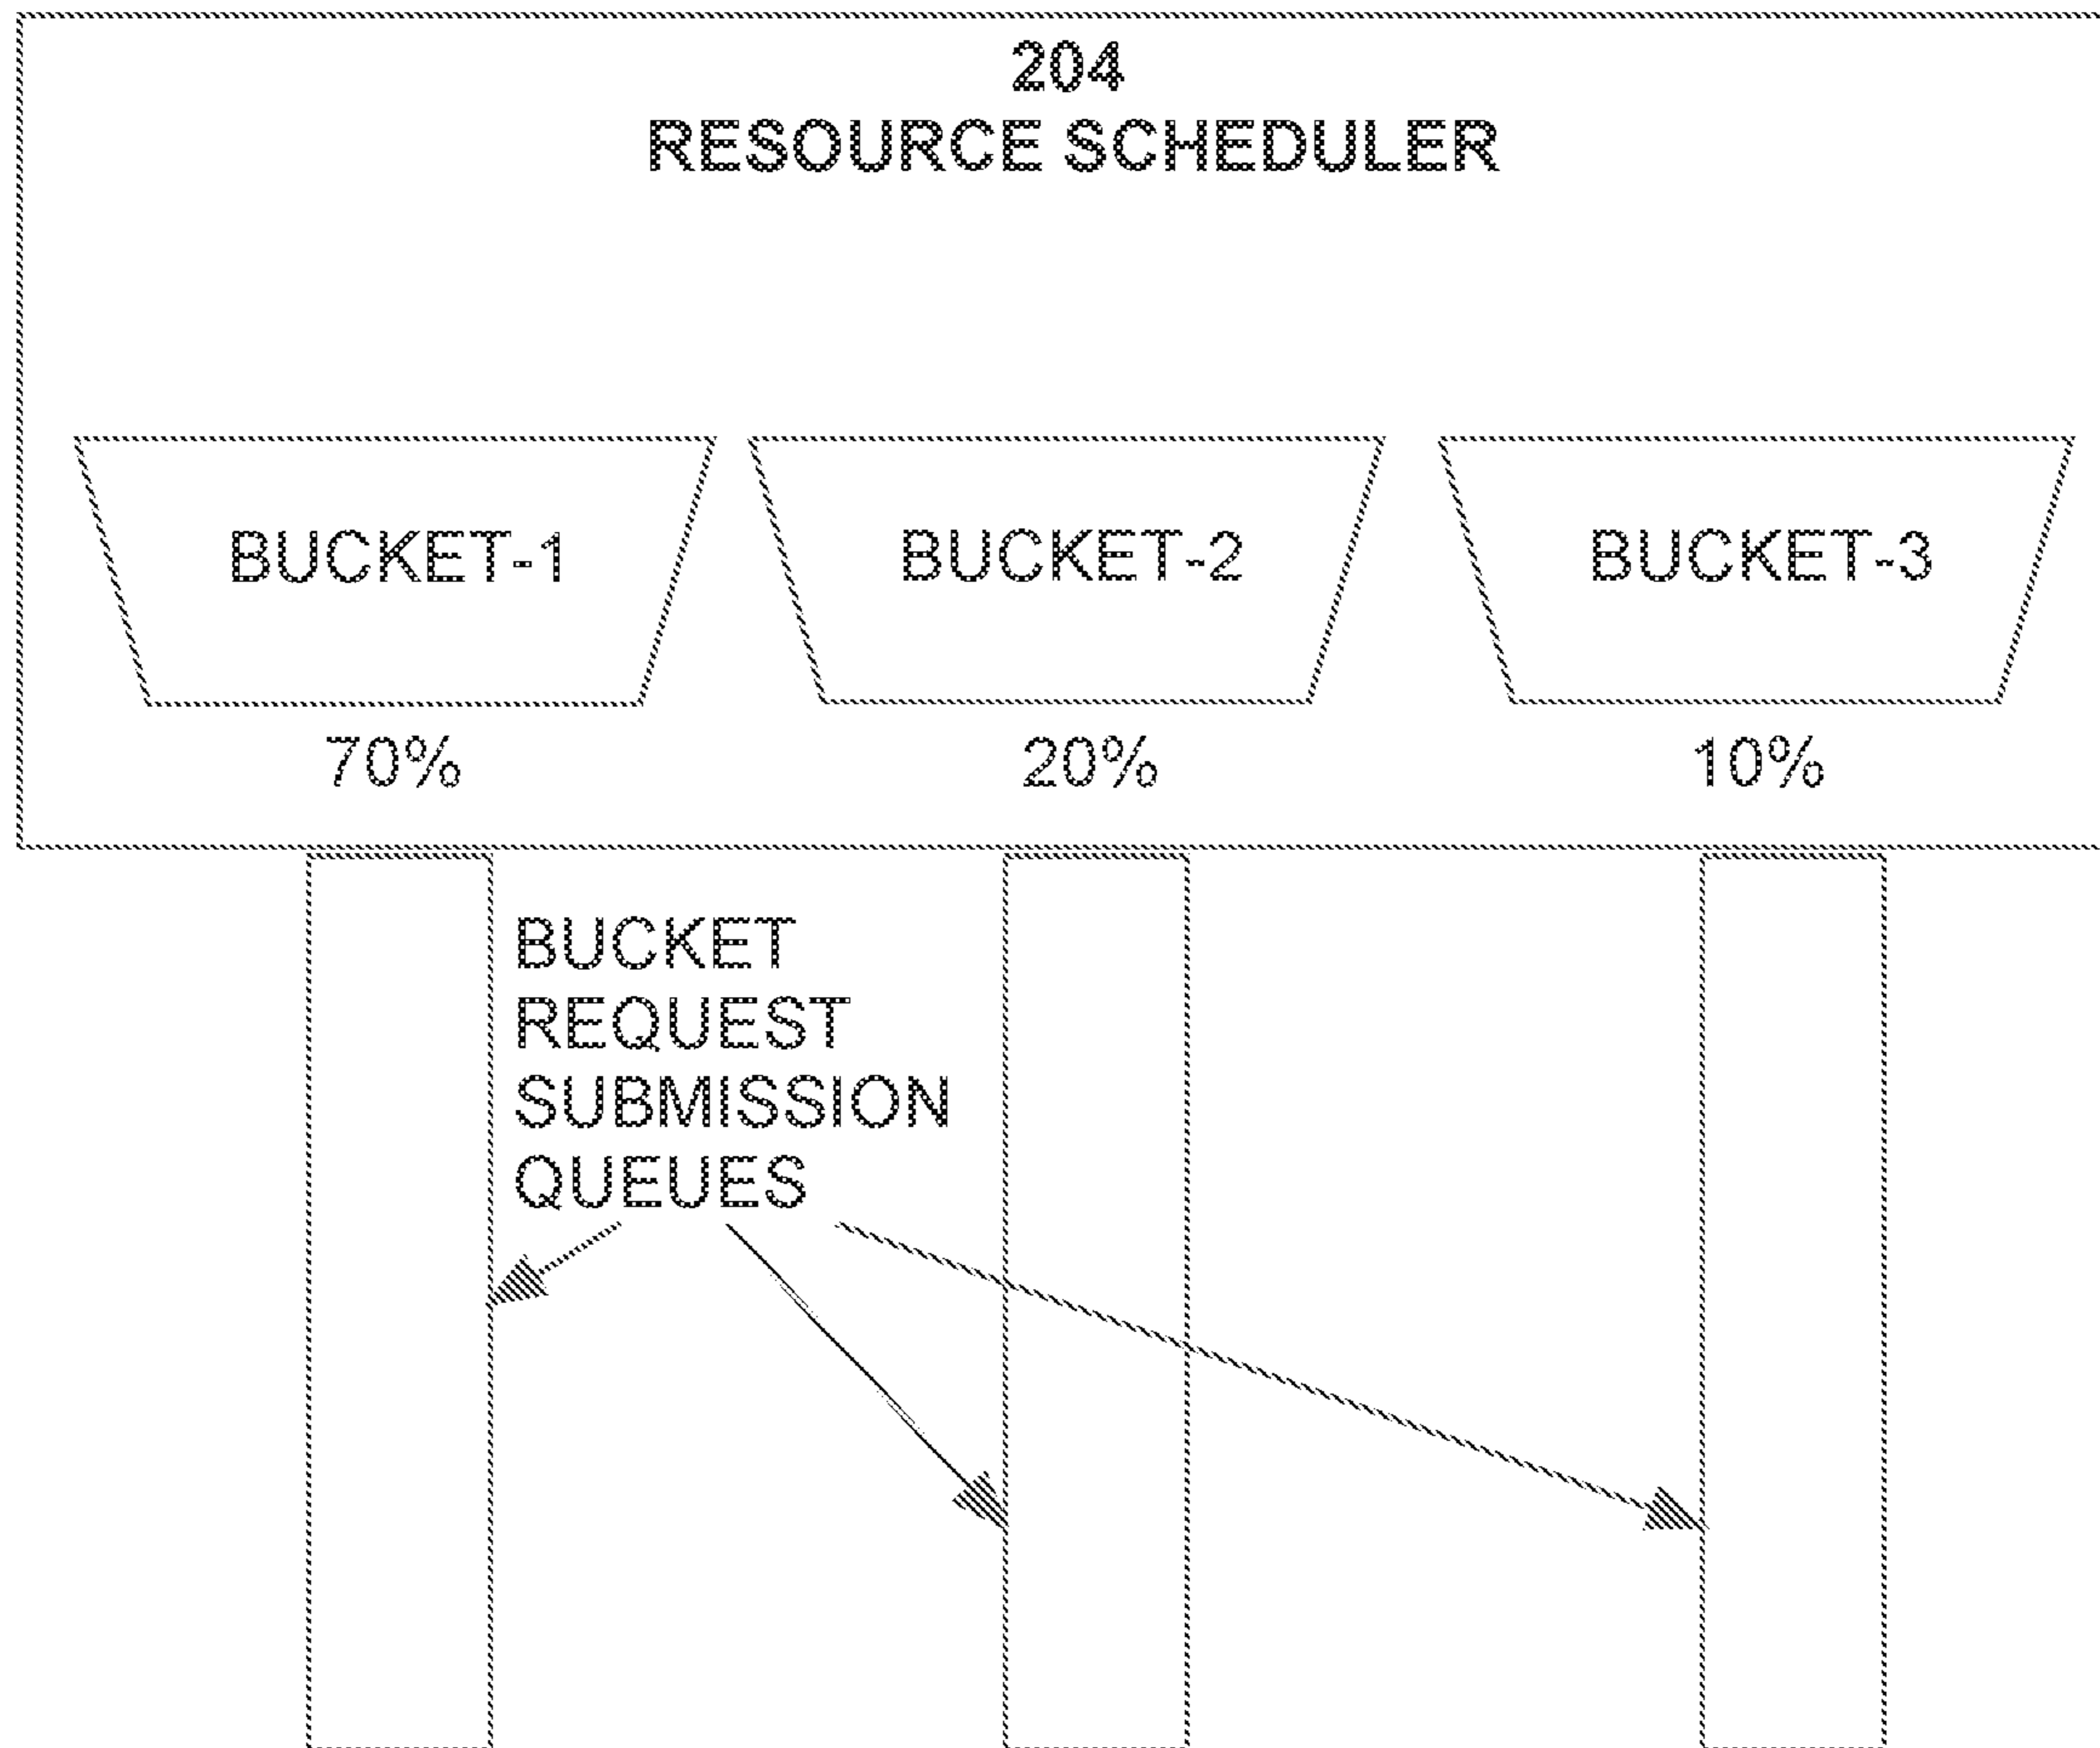 204
RESOURCE SCHEDULER
BUCKET-1
BUCKET-2
BUCKET-3
70%
20%
10%
BUCKET
REQUEST
SUBMISSION
QUEUES